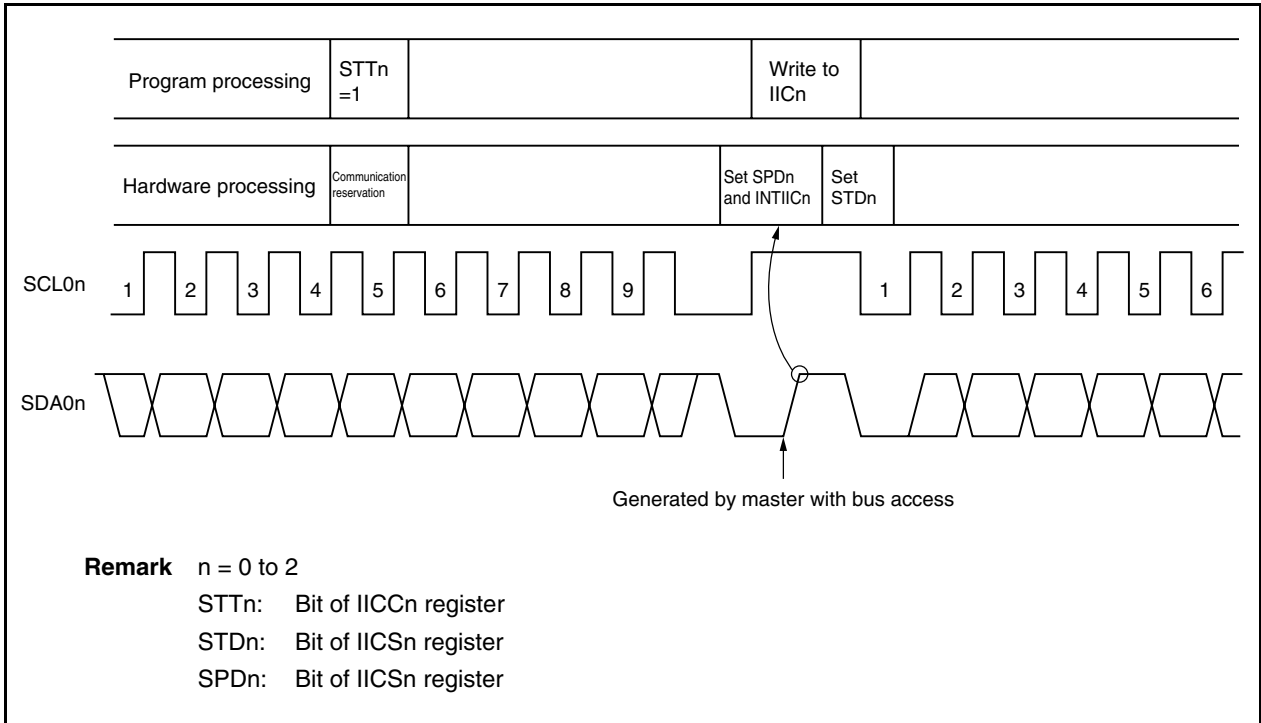 Program processing
STTn
=1
Write to
IICn
Hardware processing
Communication
reservation
Set SPDn
and INTIICn
Set
STDn
SCL0n
1 2 3 4 5 6 7 8 9 1 2 3 4 5 6
SDA0n
Generated by master with bus access
Remark n = 0 to 2
STTn: Bit of IICCn register
STDn: Bit of IICSn register
SPDn: Bit of IICSn register